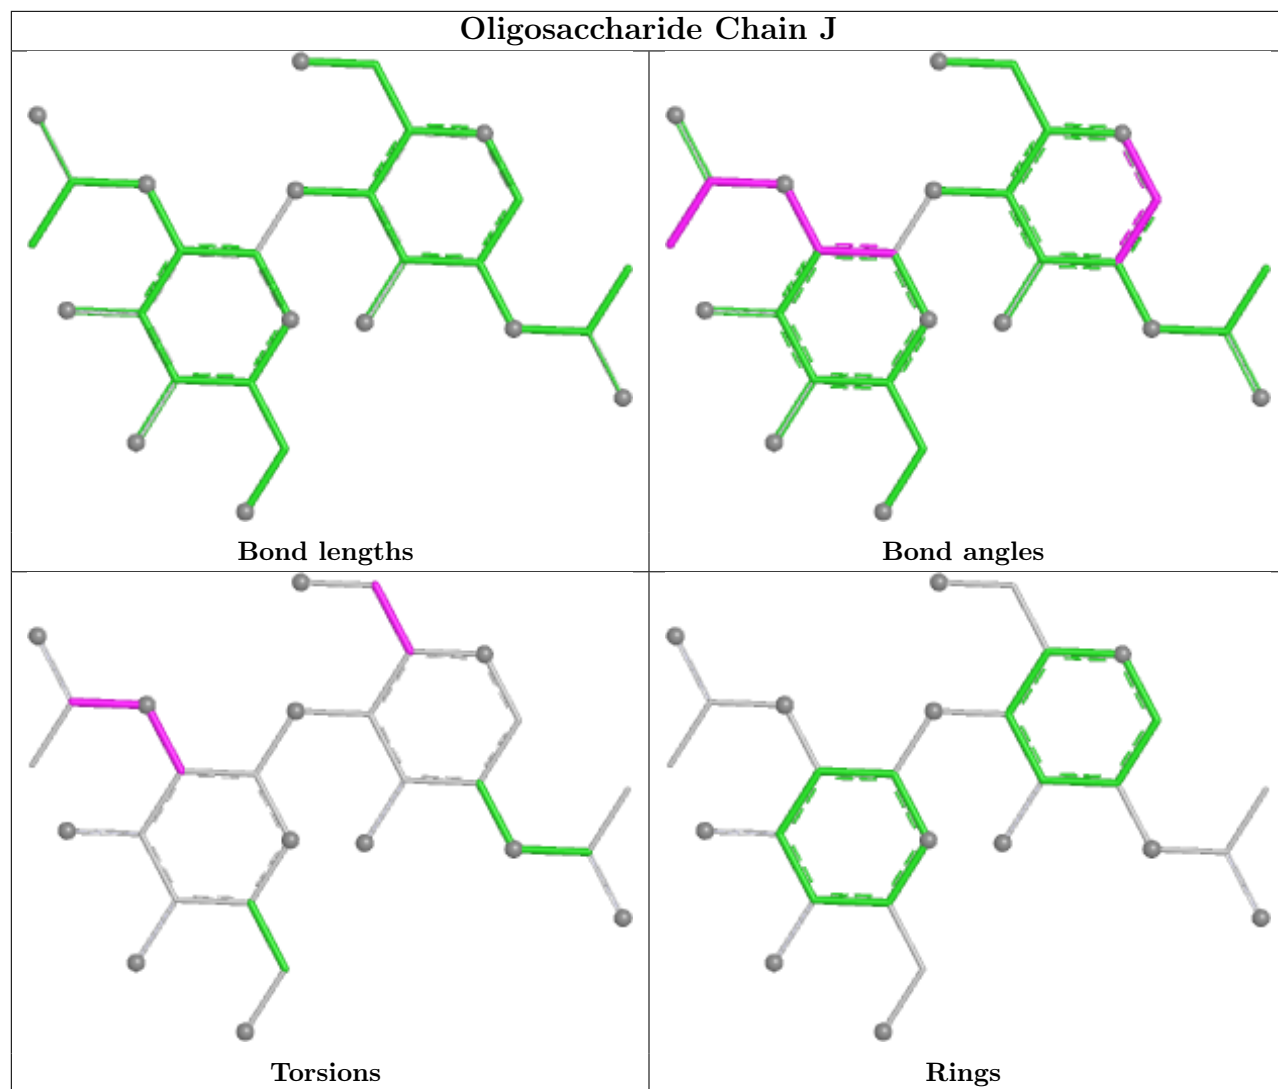 Oligosaccharide Chain J
Bond lengths
Bond angles
Torsions
Rings